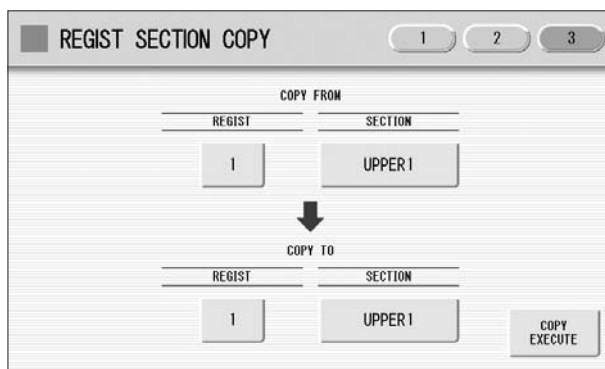 REGIST SECTION COPY 1 2 3
COPY FROM
REGIST SECTION
1 UPPER1
COPY TO
REGIST SECTION
1 UPPER1
COPY
EXECUTE